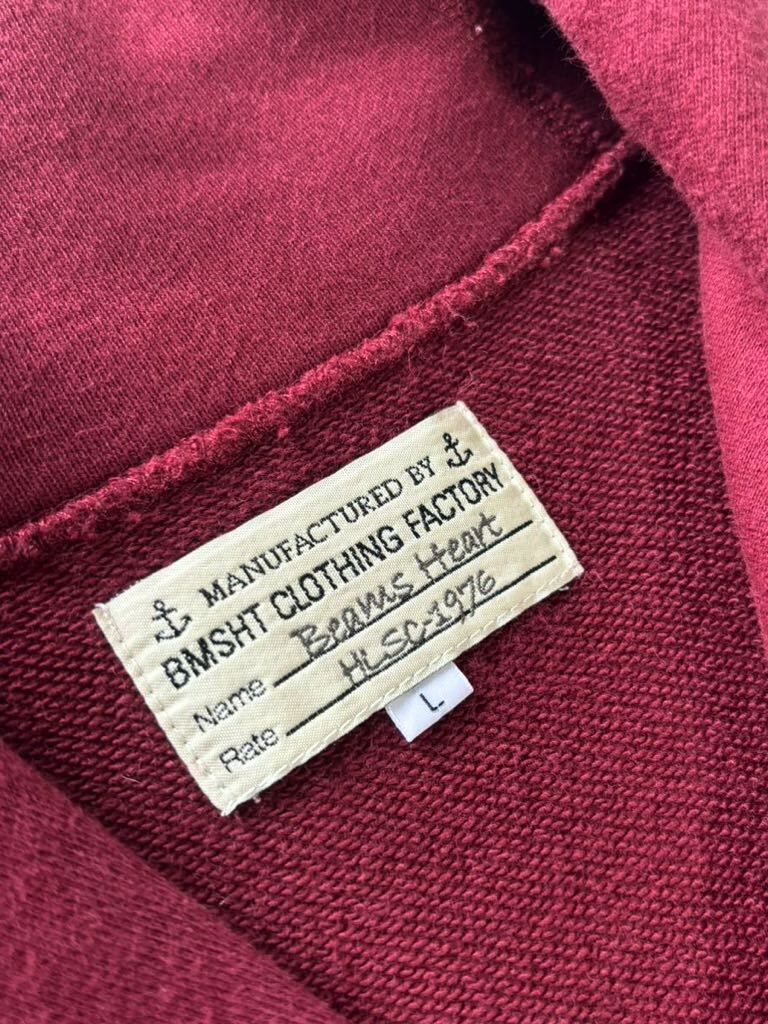 MANUFACTURED BY
BMSHT CLOTHING FACTORY
Name Beams Heart
Rate HLSC-1976
L